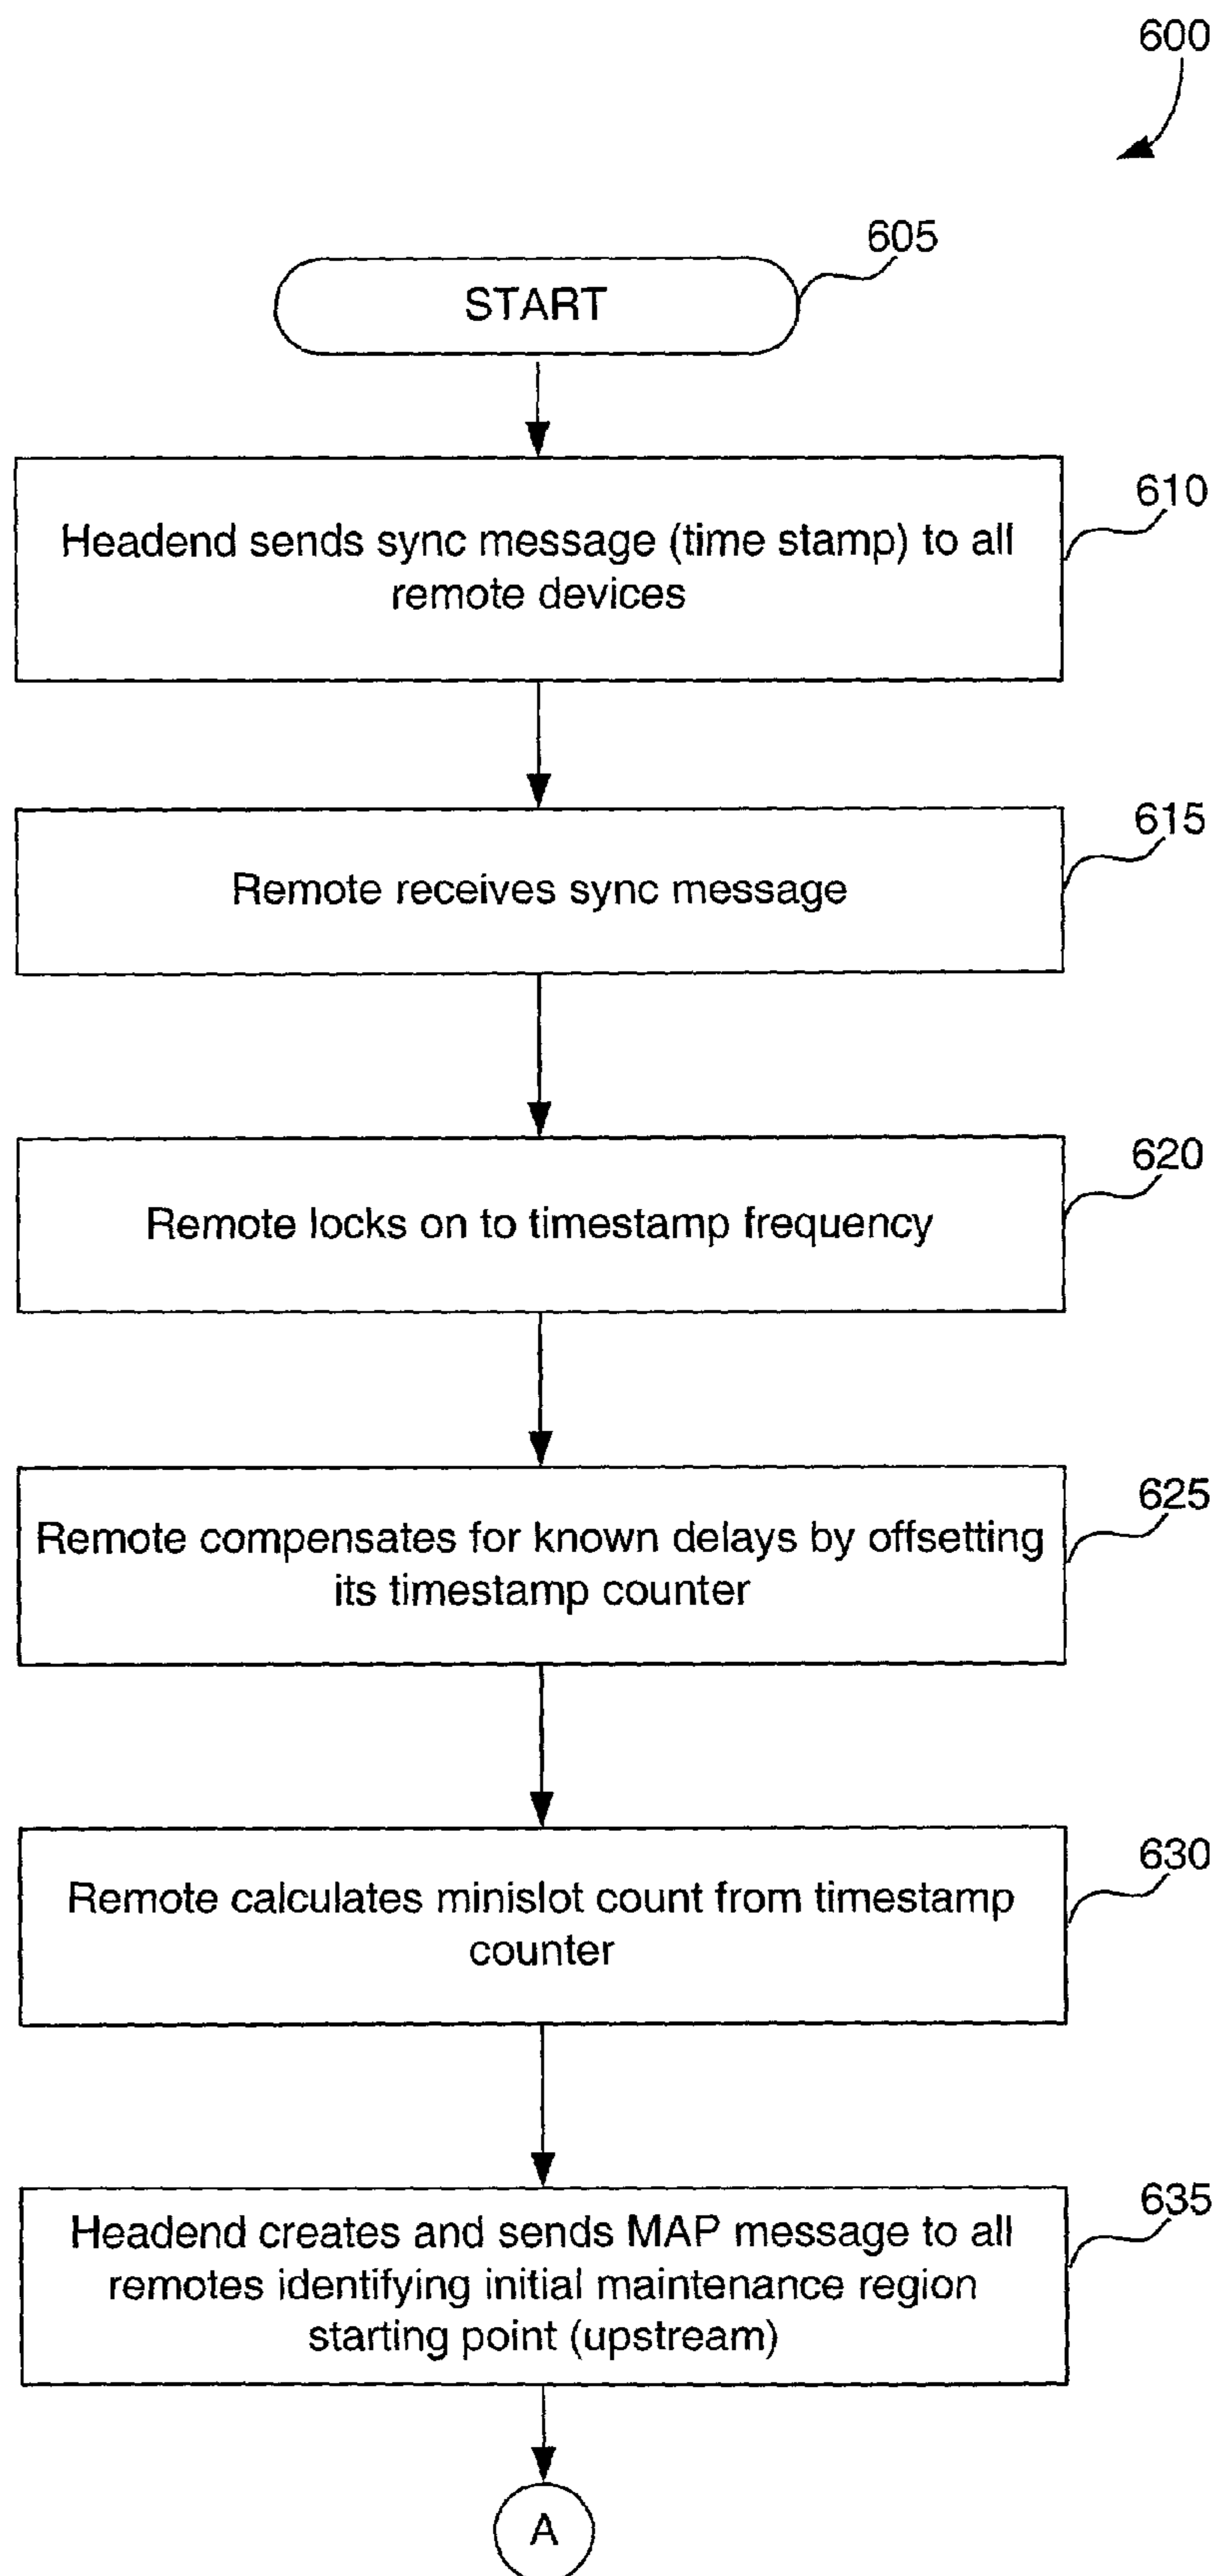 600
605
START
610
Headend sends sync message (time stamp) to all
remote devices
615
Remote receives sync message
620
Remote locks on to timestamp frequency
625
Remote compensates for known delays by offsetting
its timestamp counter
630
Remote calculates minislot count from timestamp
counter
635
Headend creates and sends MAP message to all
remotes identifying initial maintenance region
starting point (upstream)
A